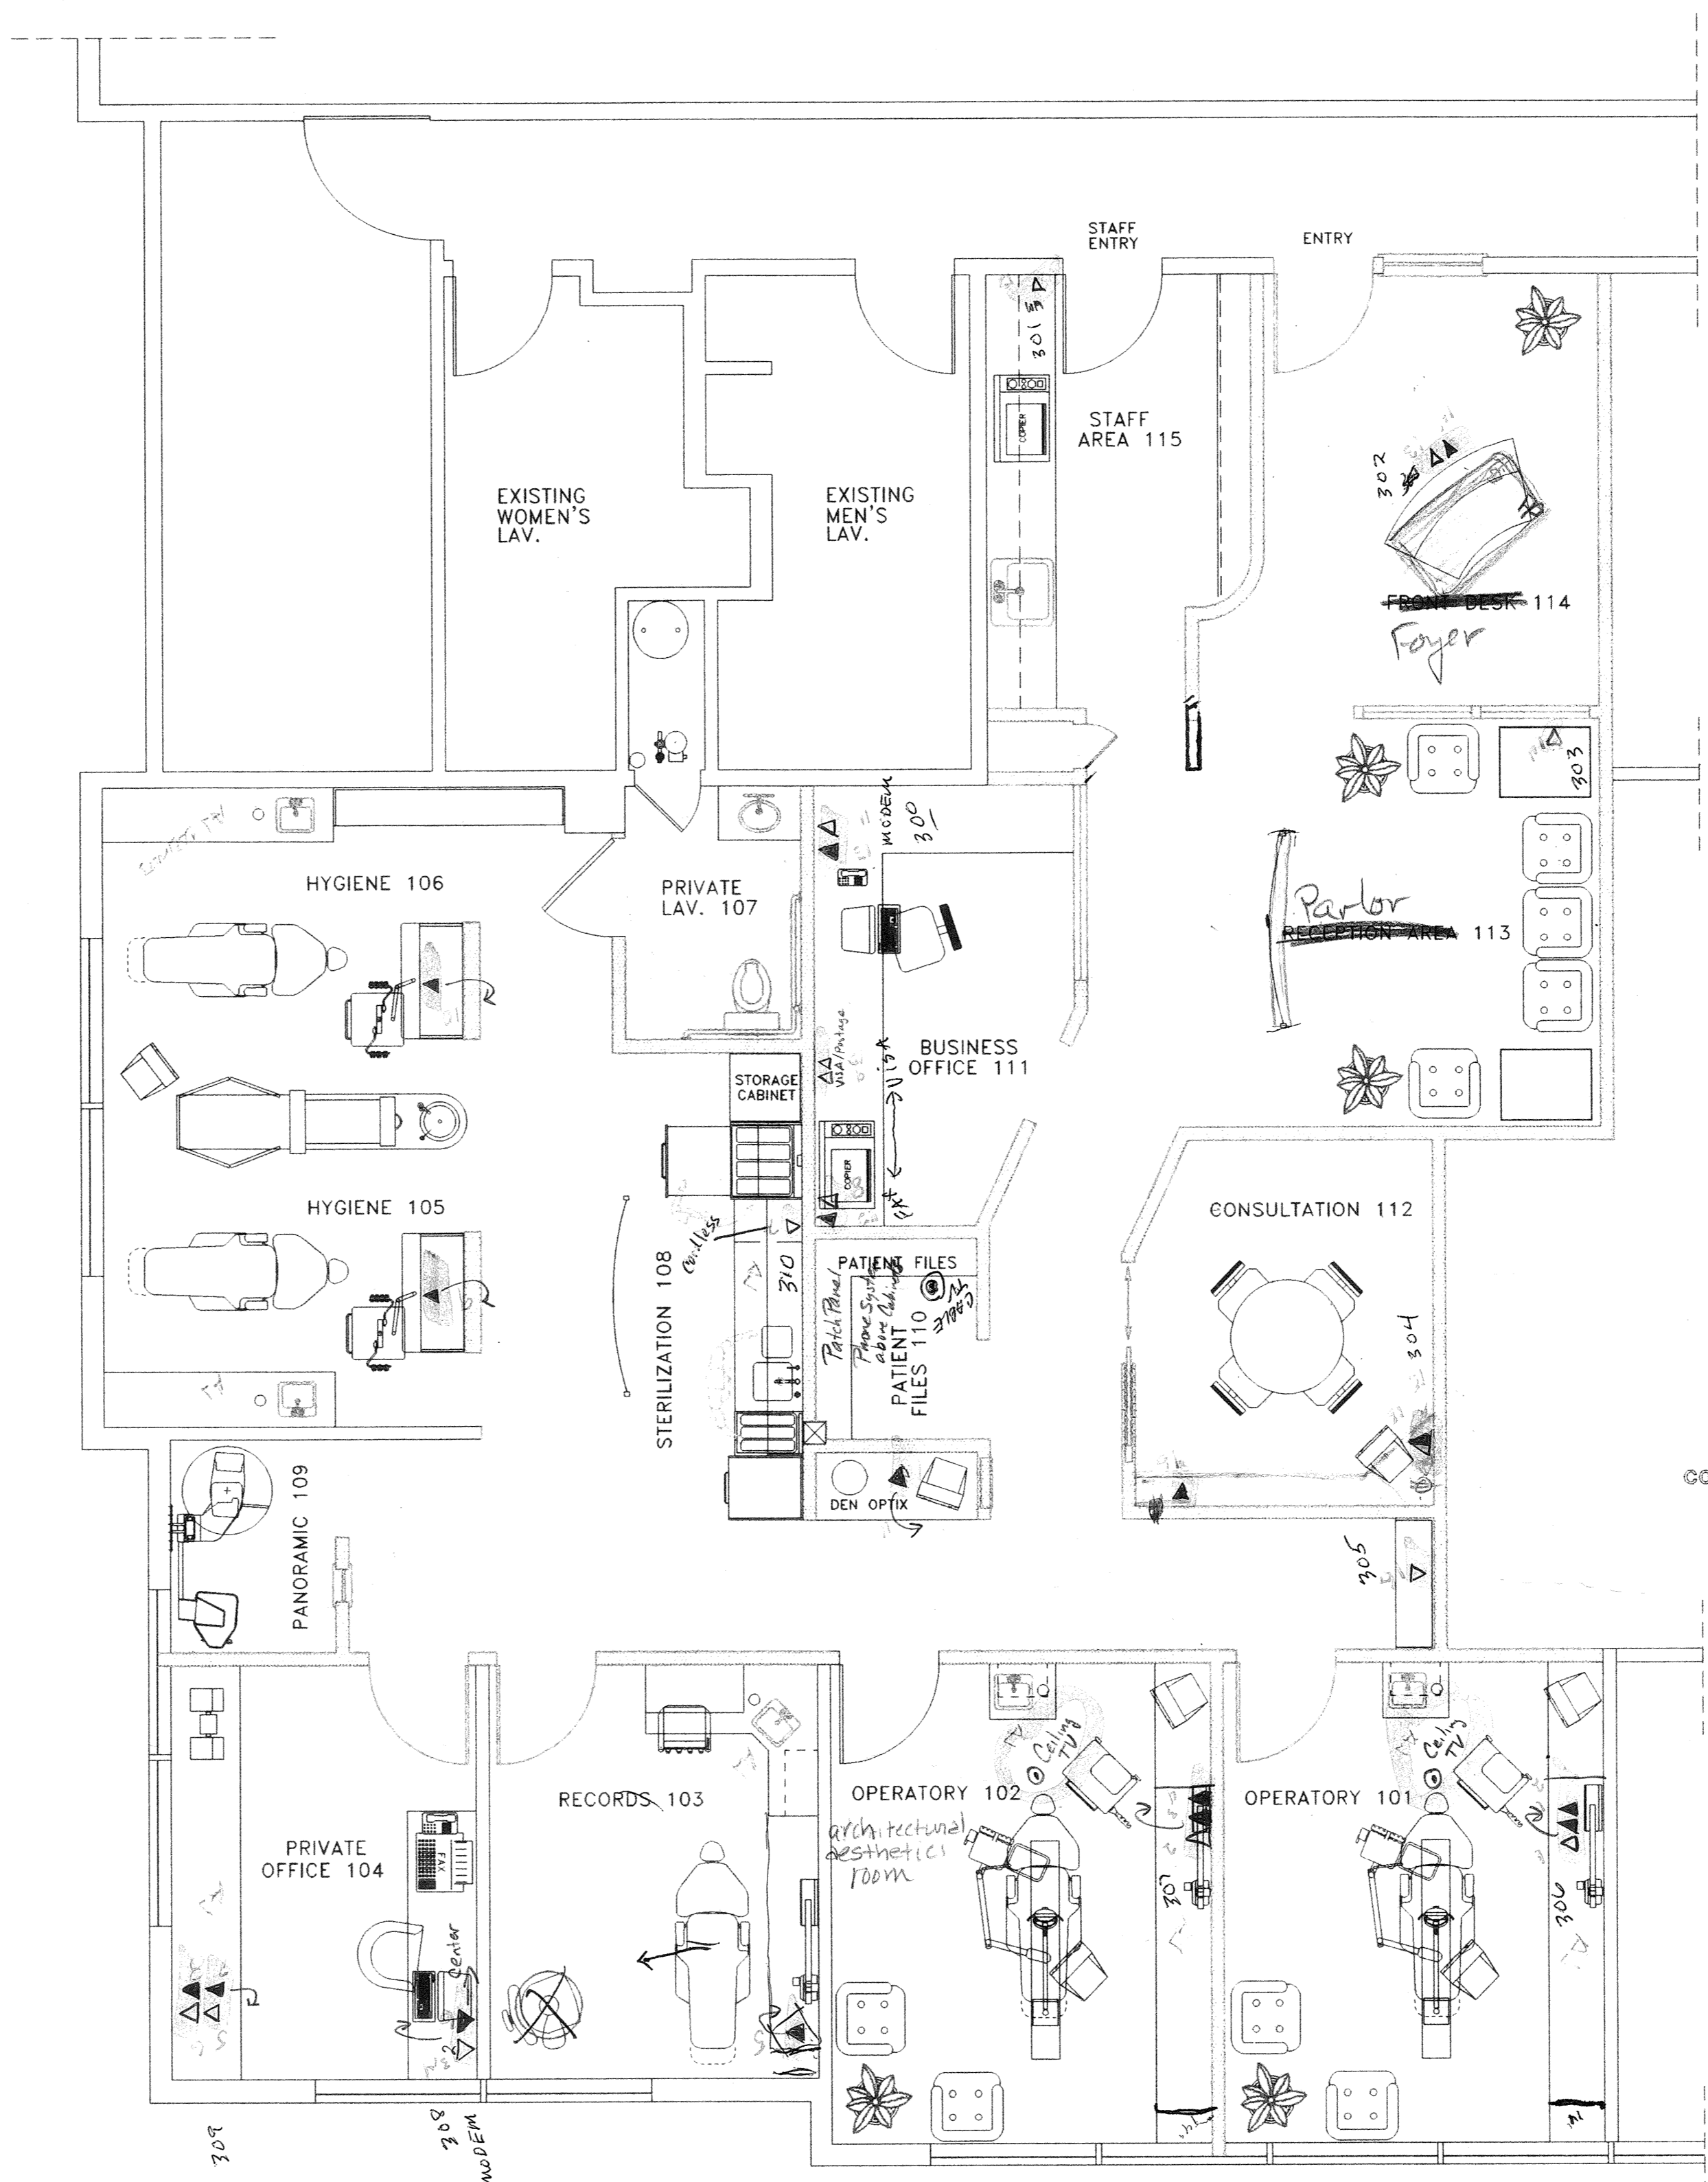 STAFF
ENTRY
ENTRY
301
COPIER
STAFF
AREA 115
302
EXISTING
WOMEN'S
LAV.
EXISTING
MEN'S
LAV.
FRONT DESK 114
Foyer
303
MODEM
300
HYGIENE 106
PRIVATE
LAV. 107
Parlor
RECEPTION AREA 113
VISA/Postage
BUSINESS
OFFICE 111
STORAGE
CABINET
COPIER
HYGIENE 105
CONSULTATION 112
STERILIZATION 108
310
PATIENT FILES
Patch Panel
Phone System
above Cabinets
PATIENT
FILES 110
CABLE
TV
304
PANORAMIC 109
DEN OPTIX
CO
305
Ceiling
TV
Ceiling
TV
RECORDS 103
OPERATORY 102
OPERATORY 101
architectural
aesthetics
room
PRIVATE
OFFICE 104
FAX
307
306
Center
309
308
MODEM